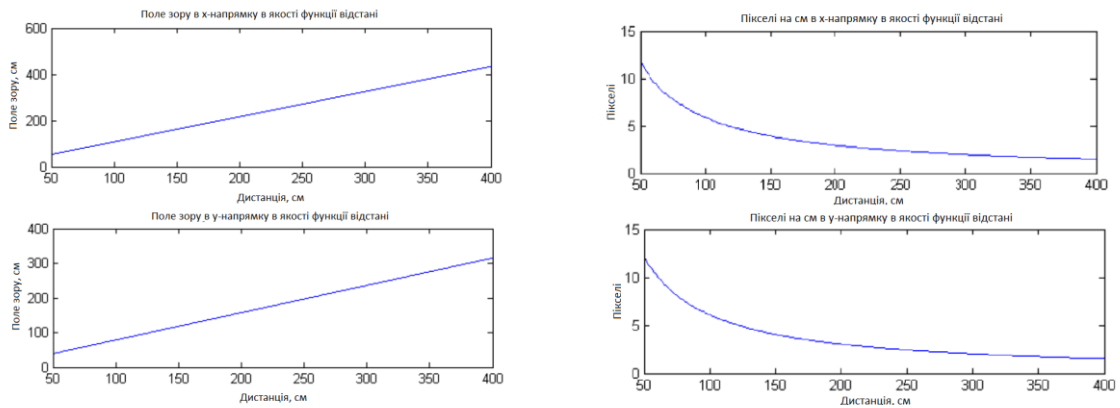 Поле зору в х-напрямку в якості функції відстані
600
400
200
0
Поле зору, см
50 100 150 200 250 300 350 400
Дистанція, см
Поле зору в у-напрямку в якості функції відстані
400
300
200
100
0
Поле зору, см
50 100 150 200 250 300 350 400
Дистанція, см
Пікселі на см в х-напрямку в якості функції відстані
15
10
5
0
Пікселі
50 100 150 200 250 300 350 400
Дистанція, см
Пікселі на см в у-напрямку в якості функції відстані
15
10
5
0
Пікселі
50 100 150 200 250 300 350 400
Дистанція, см